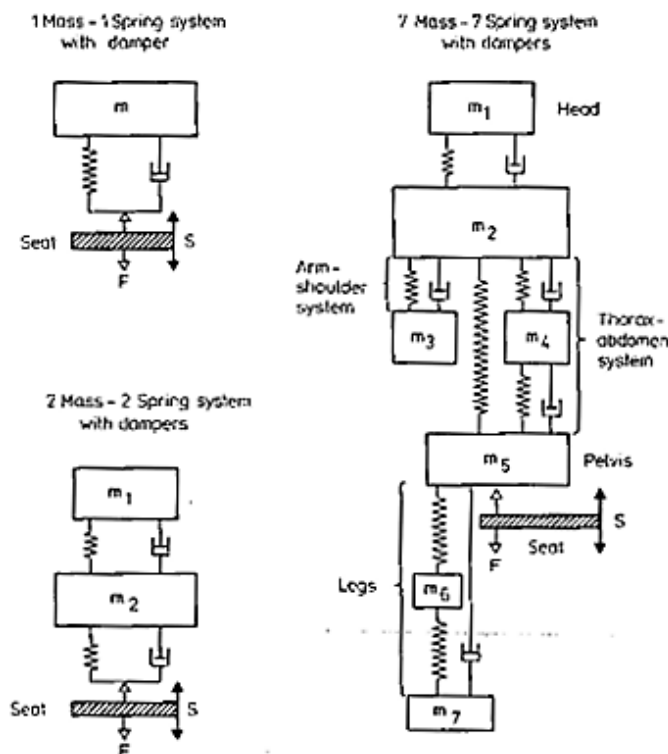 1 Mass - 1 Spring system
with damper
m
Seat
S
F
2 Mass - 2 Spring system
with dampers
m1
m2
Seat
S
F
7 Mass - 7 Spring system
with dampers
m1
Head
m2
Arm-
shoulder
system
m3
m4
Thorax-
abdomen
system
m5
Pelvis
S
F
Seat
Legs
m6
m7